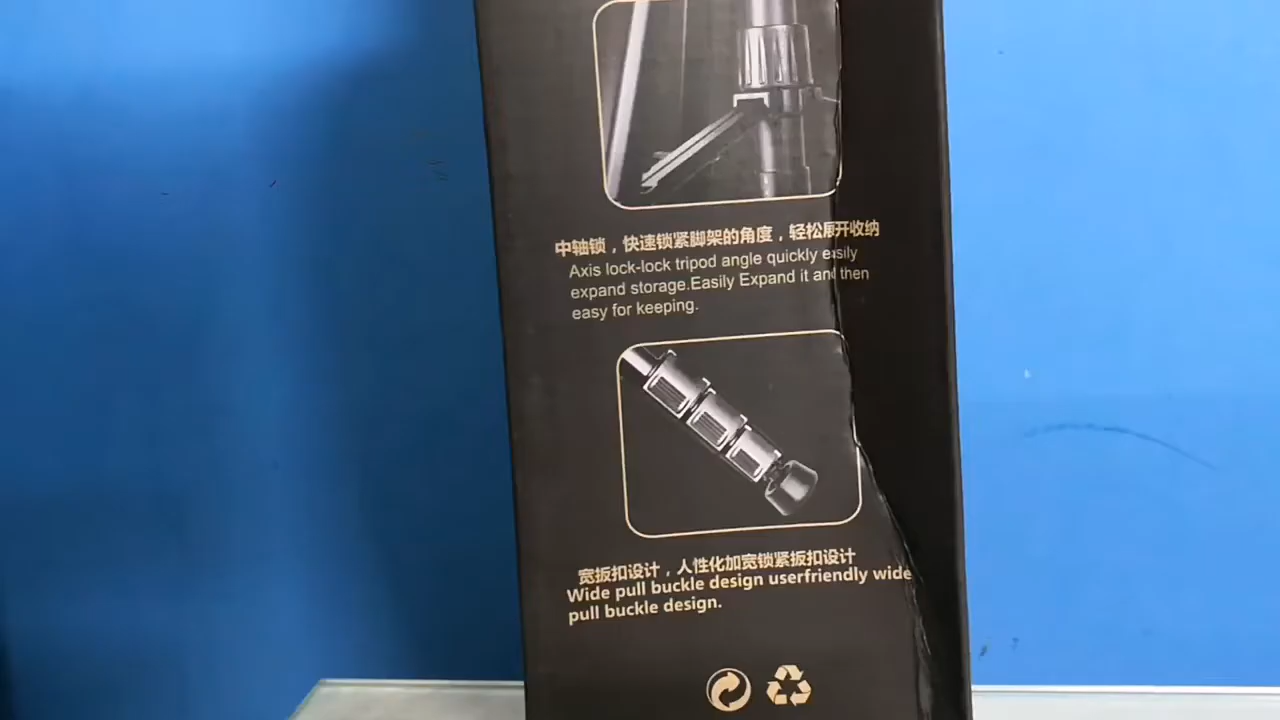 中轴锁，快速锁紧脚架的角度，轻松展开收纳
Axis lock-lock tripod angle quickly easily
expand storage.Easily Expand it and then
easy for keeping.
宽扳扣设计，人性化加宽锁紧扳扣设计
Wide pull buckle design userfriendly wide
pull buckle design.